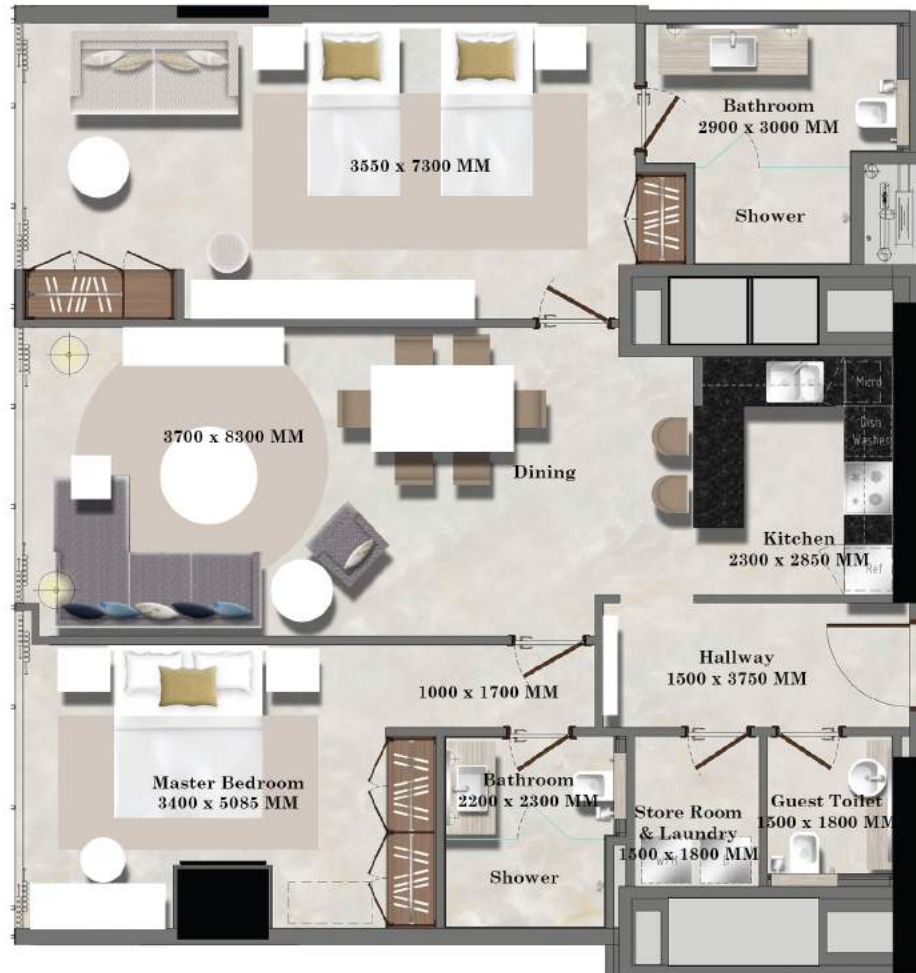 Bathroom
2900 x 3000 MM
3550 x 7300 MM
Shower
Micro
Dish
Washer
3700 x 8300 MM
Dining
Kitchen
2300 x 2850 MM
Ref
Hallway
1500 x 3750 MM
1000 x 1700 MM
Master Bedroom
3400 x 5085 MM
Bathroom
2200 x 2300 MM
Store Room
& Laundry
1500 x 1800 MM
Guest Toilet
1500 x 1800 MM
Shower